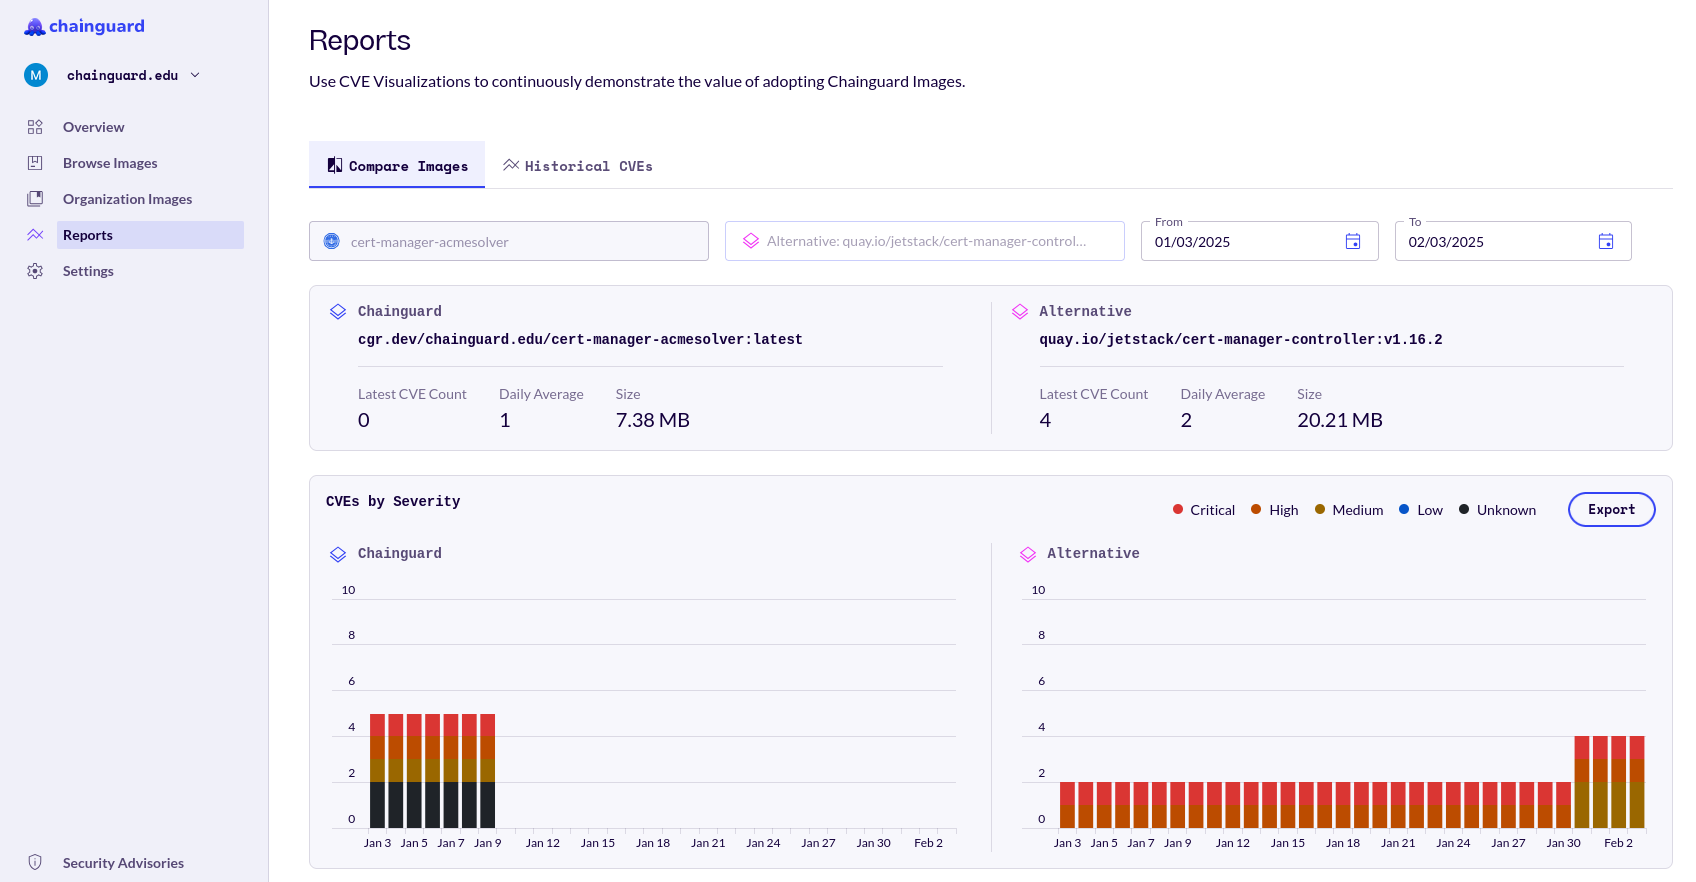 chainguard
M chainguard.edu
Overview
Browse Images
Organization Images
Reports
Settings
Security Advisories
Reports
Use CVE Visualizations to continuously demonstrate the value of adopting Chainguard Images.
Compare Images Historical CVEs
cert-manager-acmesolver
Alternative: quay.io/jetstack/cert-manager-control...
From
01/03/2025
To
02/03/2025
Chainguard
cgr.dev/chainguard.edu/cert-manager-acmesolver:latest
Latest CVE Count Daily Average Size
0 1 7.38 MB
Alternative
quay.io/jetstack/cert-manager-controller:v1.16.2
Latest CVE Count Daily Average Size
4 2 20.21 MB
CVEs by Severity
Critical High Medium Low Unknown
Export
Chainguard
10
8
6
4
2
0
Jan 3 Jan 5 Jan 7 Jan 9 Jan 12 Jan 15 Jan 18 Jan 21 Jan 24 Jan 27 Jan 30 Feb 2
Alternative
10
8
6
4
2
0
Jan 3 Jan 5 Jan 7 Jan 9 Jan 12 Jan 15 Jan 18 Jan 21 Jan 24 Jan 27 Jan 30 Feb 2